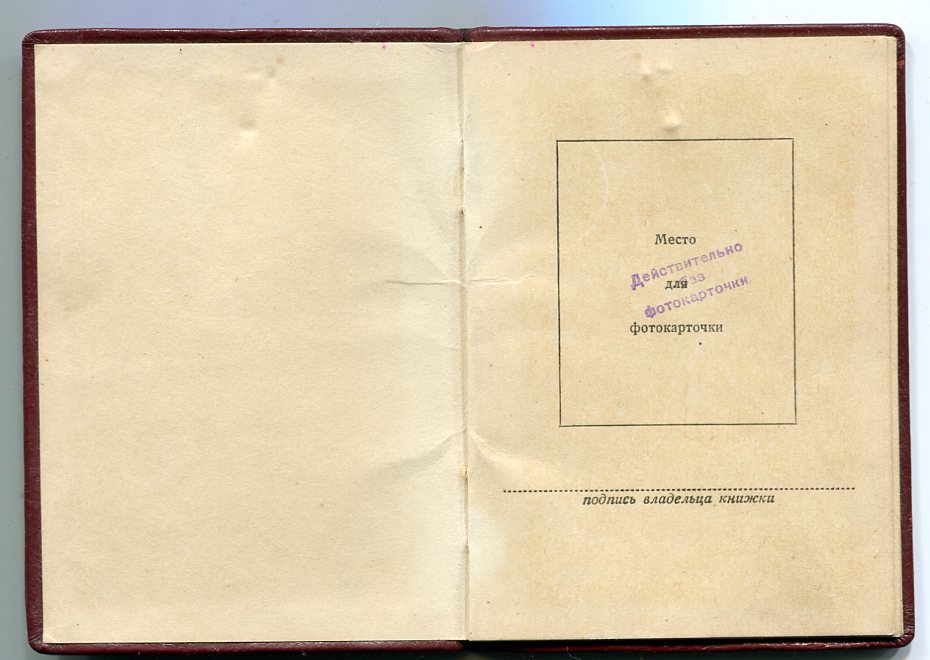 Место
Действительно
для
без
фотокарточки
фотокарточки
подпись владельца книжки